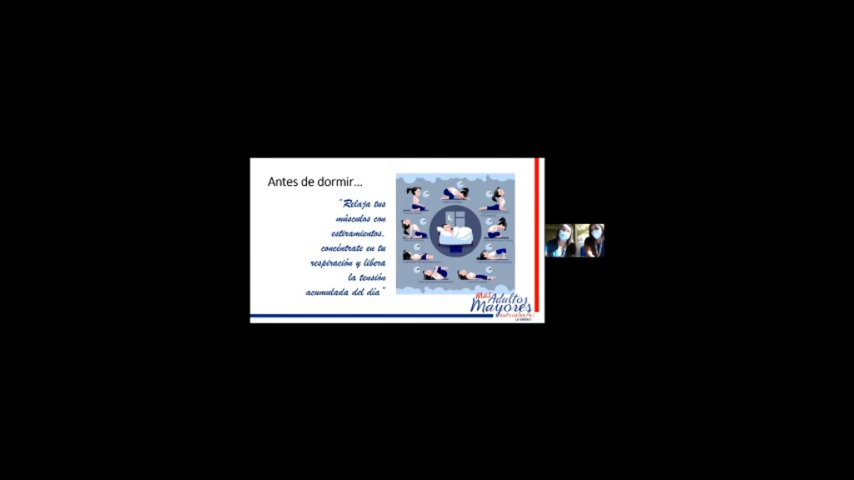 Antes de dormir...
"Relaja tus
músculos con
estiramientos,
concéntrate en tu
respiración y libera
la tensión
acumulada del día"
Más Adultos
Mayores